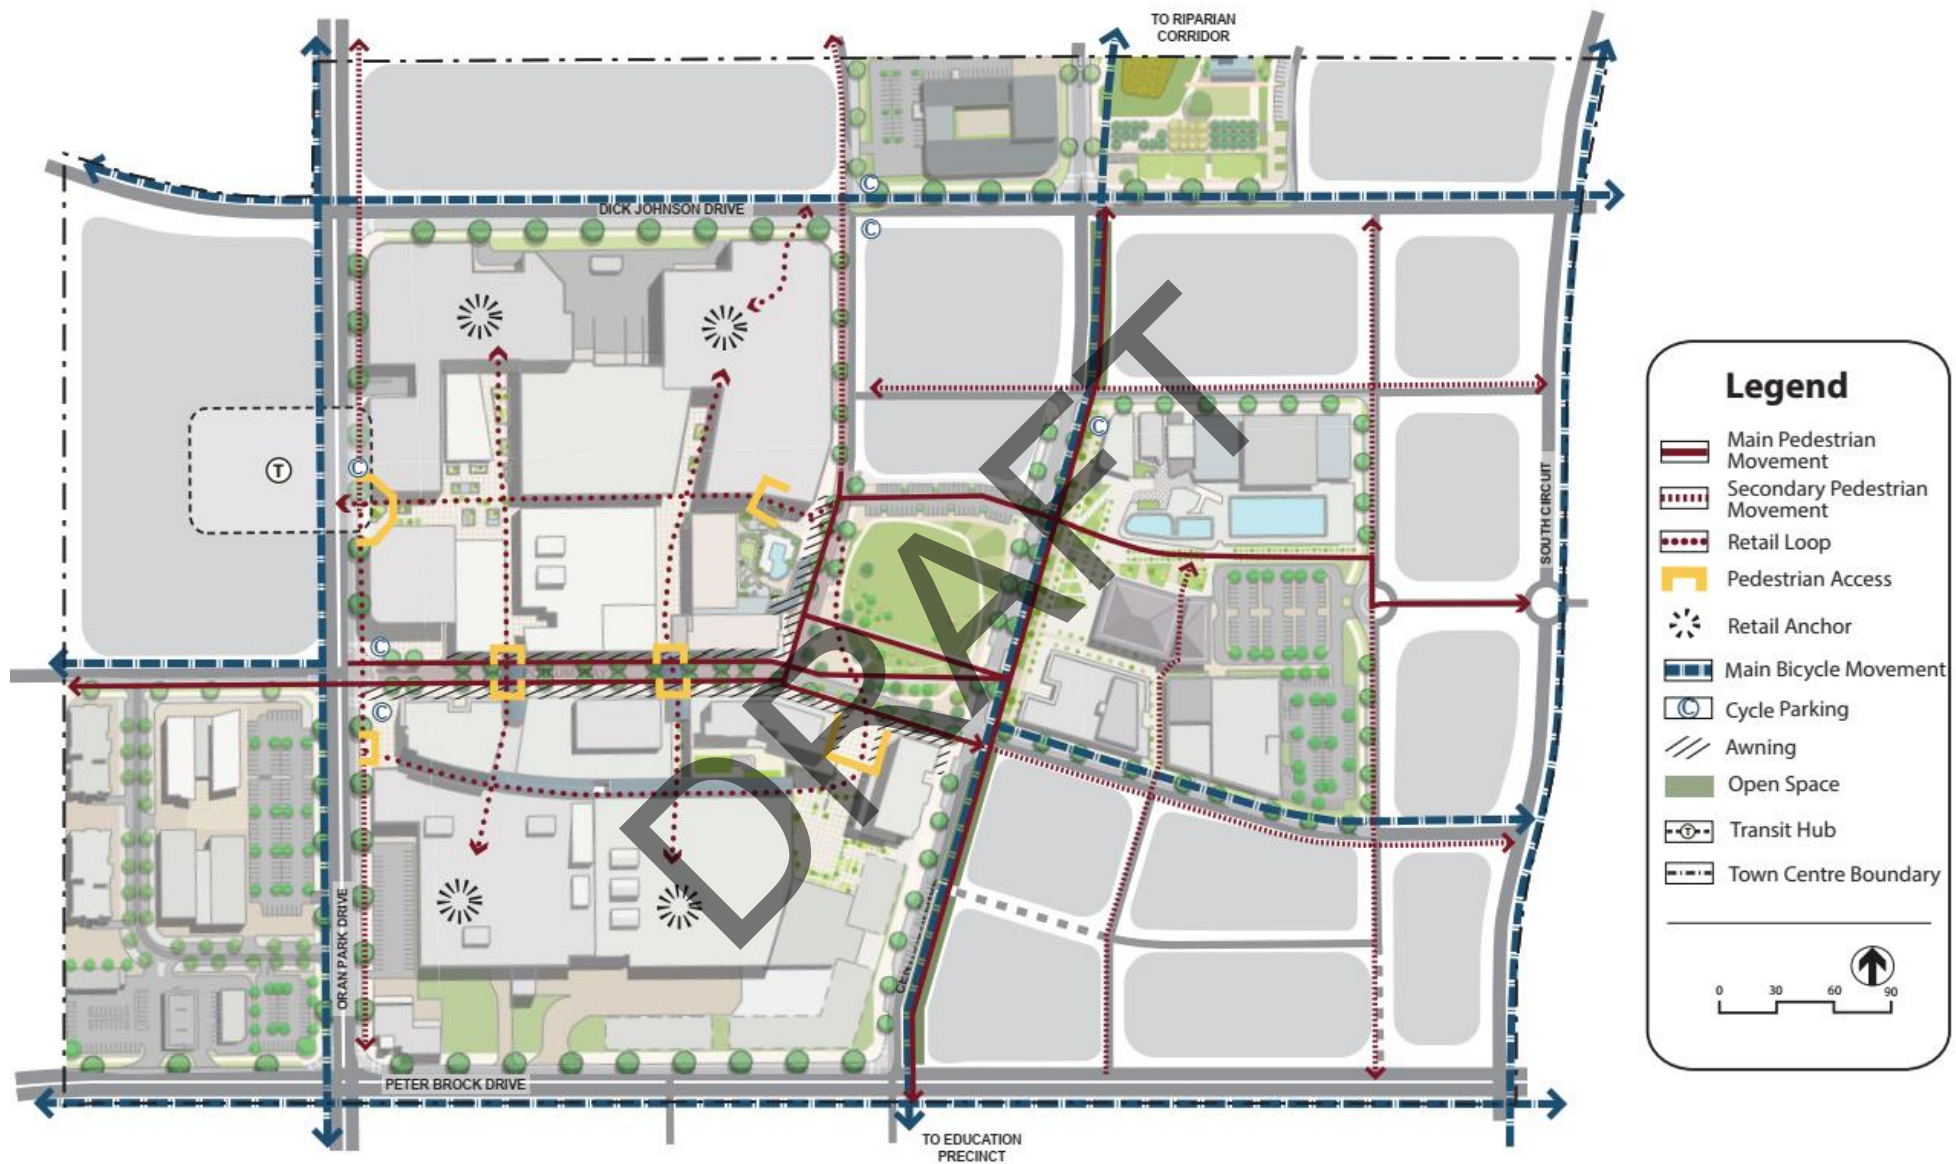 TO RIPARIAN
CORRIDOR
DICK JOHNSON DRIVE
C
C
C
C
T
C
C
SOUTH CIRCUIT
ORAN PARK DRIVE
PETER BROCK DRIVE
TO EDUCATION
PRECINCT
DRAFT
Legend
Main Pedestrian
Movement
Secondary Pedestrian
Movement
Retail Loop
Pedestrian Access
Retail Anchor
Main Bicycle Movement
C Cycle Parking
Awning
Open Space
T Transit Hub
Town Centre Boundary
0 30 60 90